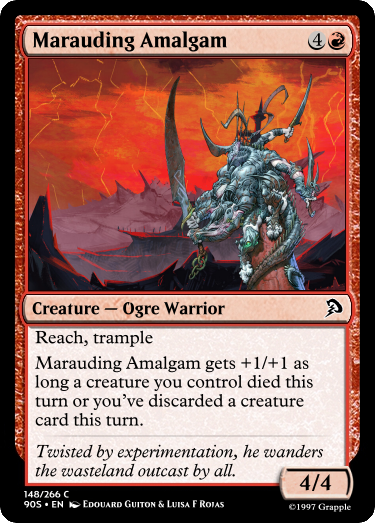 Marauding Amalgam 4
Creature — Ogre Warrior
Reach, trample
Marauding Amalgam gets +1/+1 as
long a creature you control died this
turn or you've discarded a creature
card this turn.
Twisted by experimentation, he wanders
the wasteland outcast by all.
4/4
148/266 C
90S • EN Edouard Guiton & Luisa F Rojas
©1997 Grapple